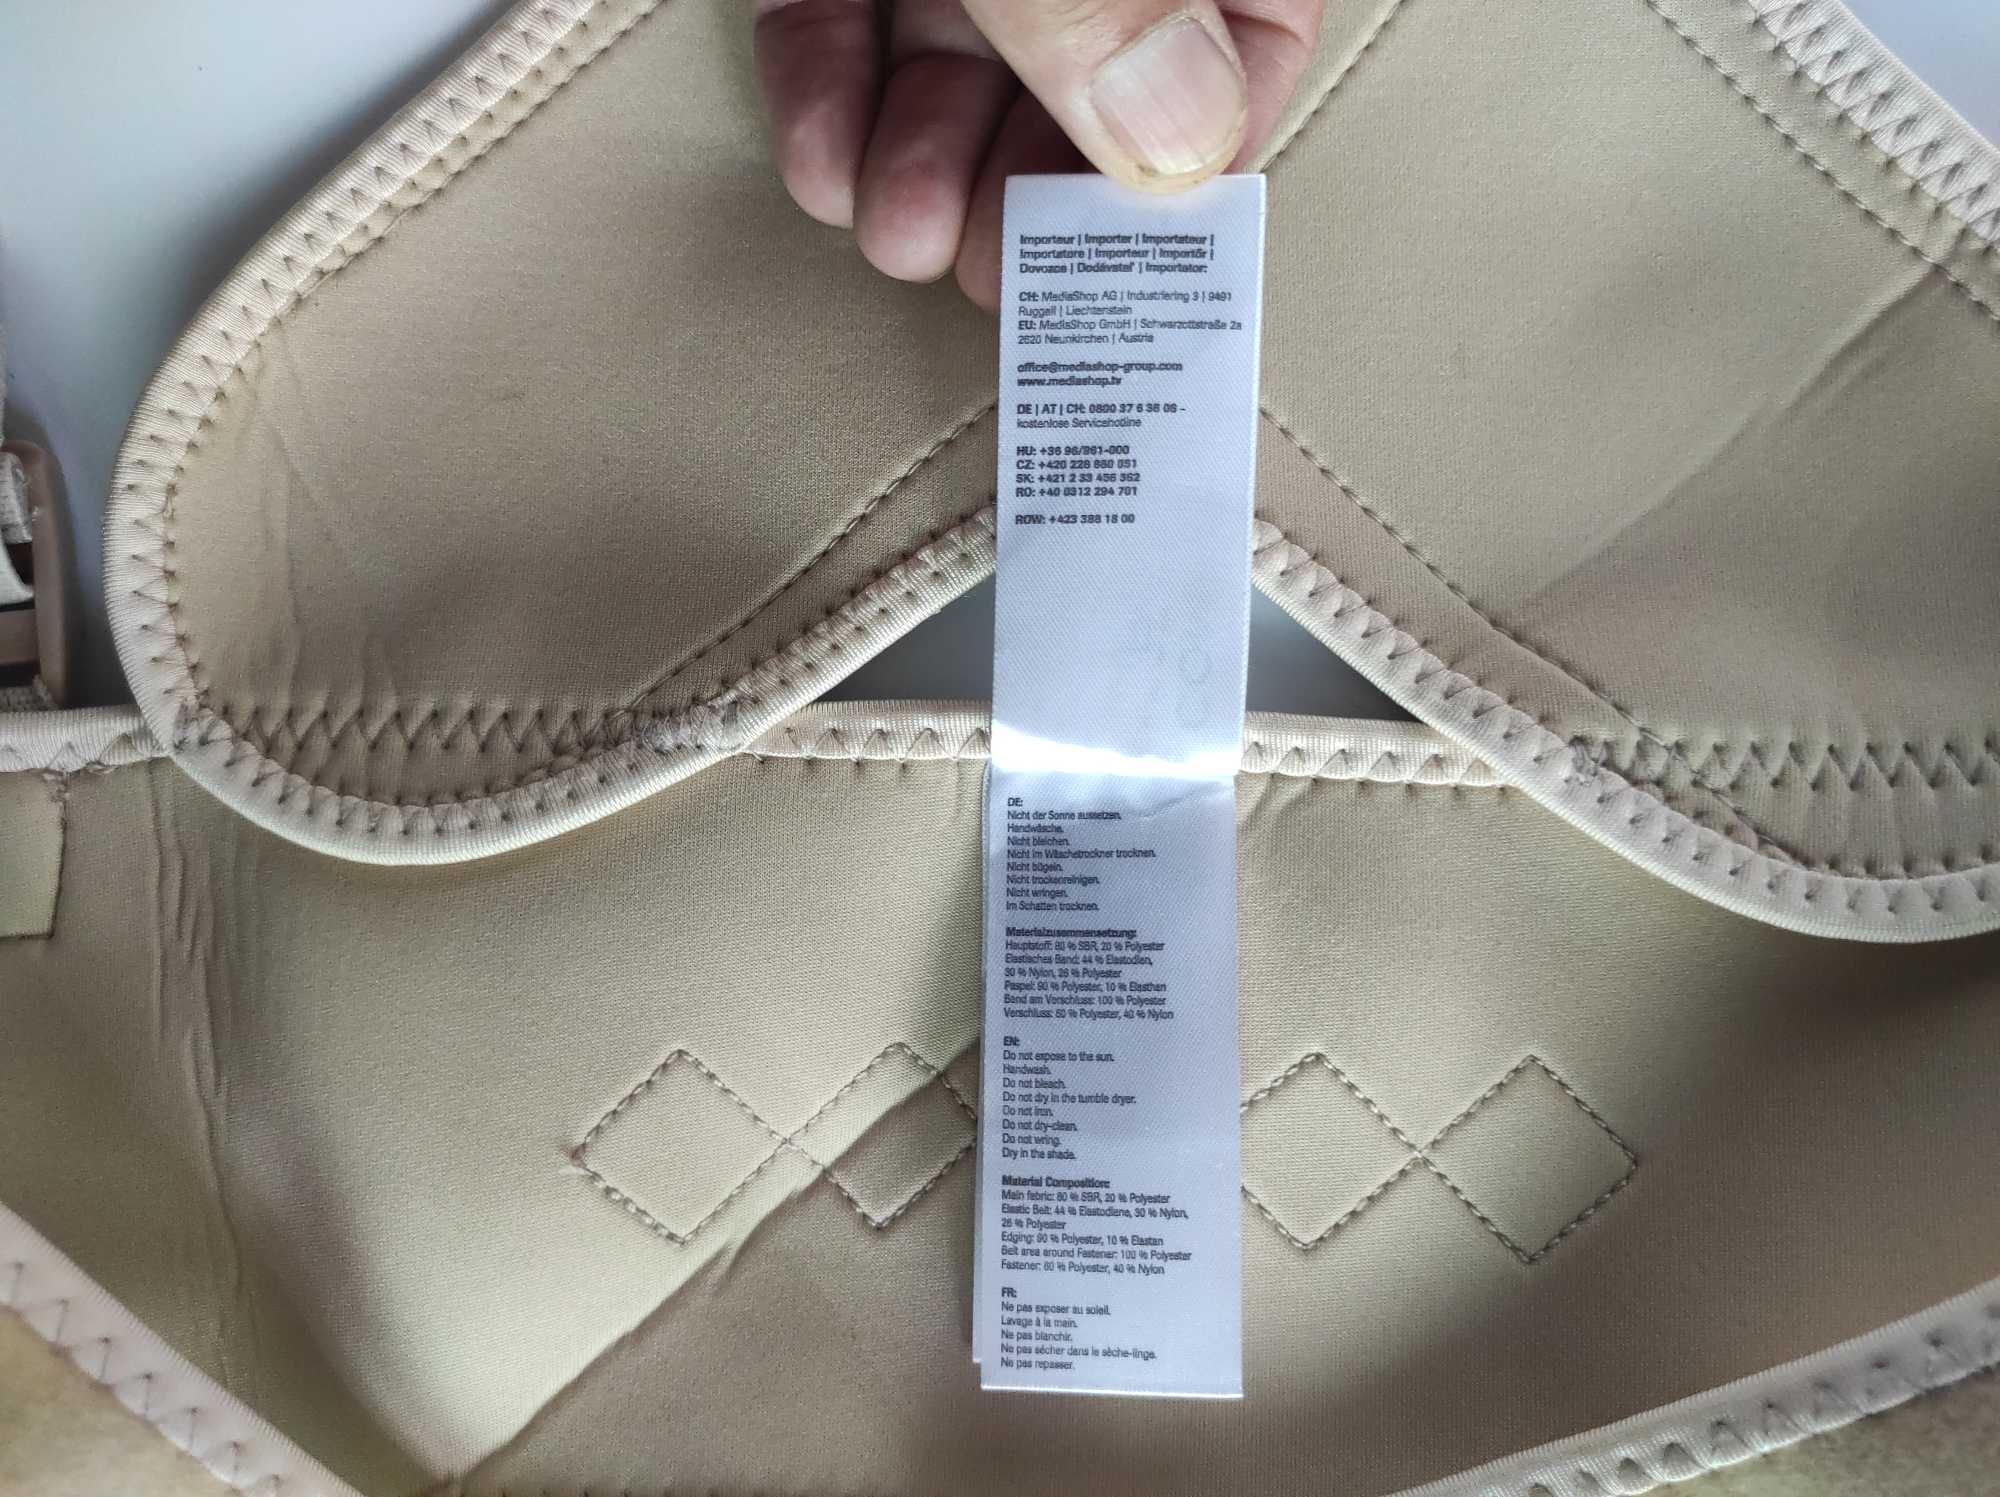 Importeur | Importer | Importateur |
Importatore | Importeur | Importőr |
Dovozce | Dodávateľ | Importator:
CH: MediaShop AG | Industriering 3 | 9491
Ruggell | Liechtenstein
EU: MediaShop GmbH | Schwarzottstraße 2a
2620 Neunkirchen | Austria
office@mediashop-group.com
www.mediashop.tv
DE | AT | CH: 0800 37 6 36 06 –
kostenlose Servicehotline
HU: +36 96/961-000
CZ: +420 228 880 051
SK: +421 2 33 456 362
RO: +40 0312 294 701
ROW: +423 388 18 00
DE:
Nicht der Sonne aussetzen.
Handwäsche.
Nicht bleichen.
Nicht im Wäschetrockner trocknen.
Nicht bügeln.
Nicht trockenreinigen.
Nicht wringen.
Im Schatten trocknen.
Materialzusammensetzung:
Hauptstoff: 80 % SBR, 20 % Polyester
Elastisches Band: 44 % Elastodien,
30 % Nylon, 26 % Polyester
Paspel: 90 % Polyester, 10 % Elasthan
Band am Verschluss: 100 % Polyester
Verschluss: 60 % Polyester, 40 % Nylon
EN:
Do not expose to the sun.
Handwash.
Do not bleach.
Do not dry in the tumble dryer.
Do not iron.
Do not dry-clean.
Do not wring.
Dry in the shade.
Material Composition:
Main fabric: 80 % SBR, 20 % Polyester
Elastic Belt: 44 % Elastodiene, 30 % Nylon,
26 % Polyester
Edging: 90 % Polyester, 10 % Elastan
Belt area around Fastener: 100 % Polyester
Fastener: 60 % Polyester, 40 % Nylon
FR:
Ne pas exposer au soleil.
Lavage à la main.
Ne pas blanchir.
Ne pas sécher dans le sèche-linge.
Ne pas repasser.